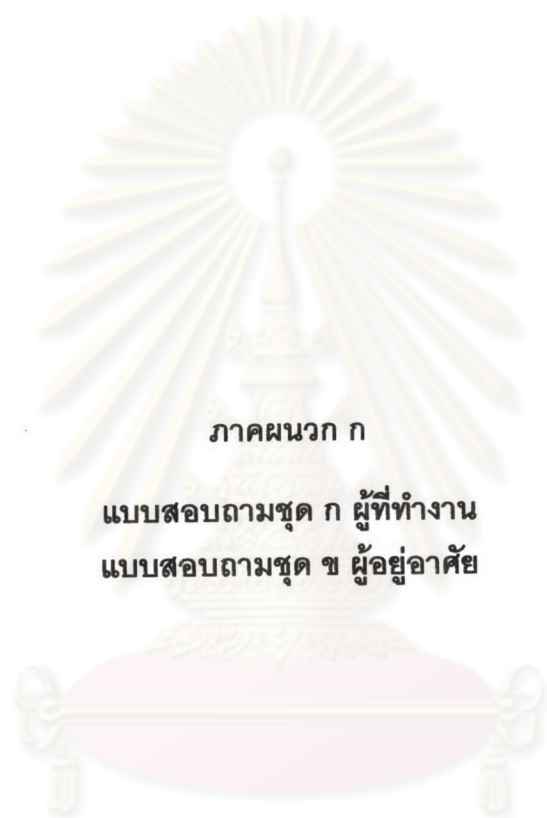 ภาคผนวก ก
แบบสอบถามชุด ก ผู้ที่ทำงาน
แบบสอบถามชุด ข ผู้อยู่อาศัย